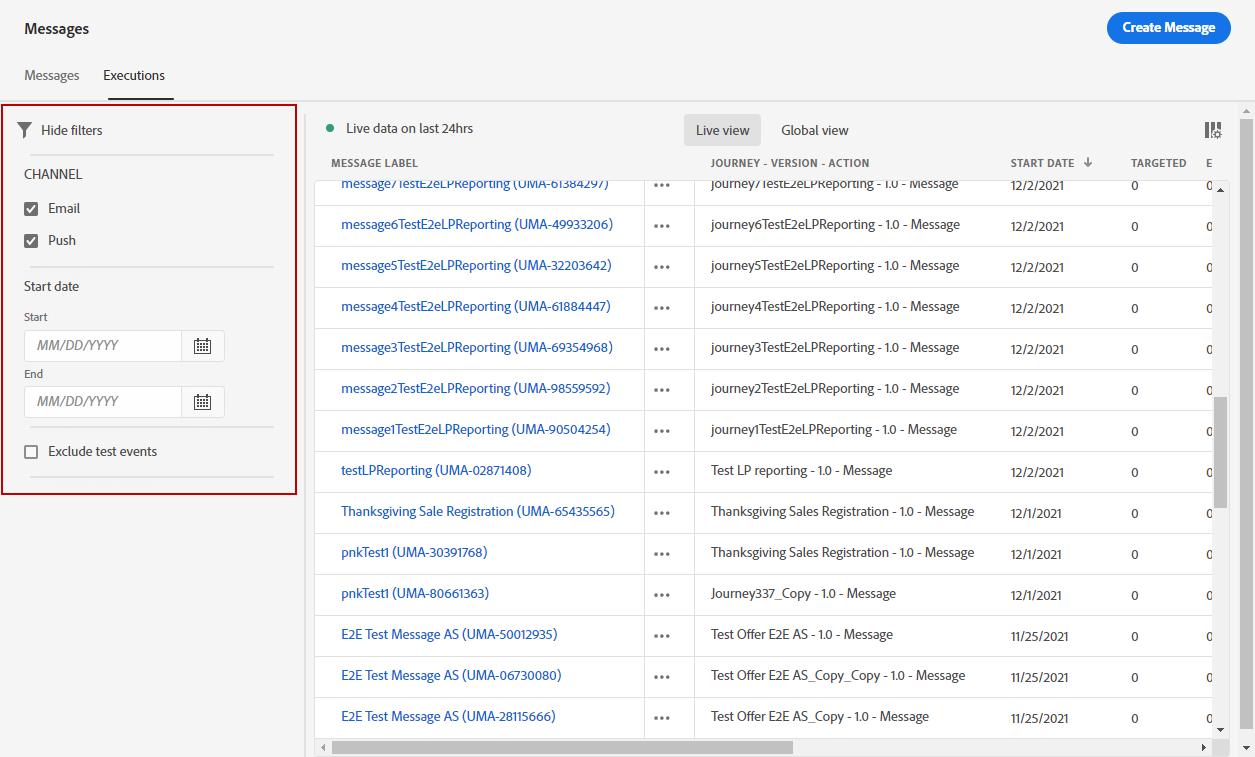 Messages
Create Message
Messages Executions
Hide filters
CHANNEL
Email
Push
Start date
Start
MM/DD/YYYY
End
MM/DD/YYYY
Exclude test events
Live data on last 24hrs Live view Global view
MESSAGE LABEL JOURNEY - VERSION - ACTION START DATE TARGETED E
message7TestE2eLPReporting (UMA-61384297) journey7TestE2eLPReporting - 1.0 - Message 12/2/2021 0 0
message6TestE2eLPReporting (UMA-49933206) journey6TestE2eLPReporting - 1.0 - Message 12/2/2021 0 0
message5TestE2eLPReporting (UMA-32203642) journey5TestE2eLPReporting - 1.0 - Message 12/2/2021 0 0
message4TestE2eLPReporting (UMA-61884447) journey4TestE2eLPReporting - 1.0 - Message 12/2/2021 0 0
message3TestE2eLPReporting (UMA-69354968) journey3TestE2eLPReporting - 1.0 - Message 12/2/2021 0 0
message2TestE2eLPReporting (UMA-98559592) journey2TestE2eLPReporting - 1.0 - Message 12/2/2021 0 0
message1TestE2eLPReporting (UMA-90504254) journey1TestE2eLPReporting - 1.0 - Message 12/2/2021 0 0
testLPReporting (UMA-02871408) Test LP reporting - 1.0 - Message 12/2/2021 0 0
Thanksgiving Sale Registration (UMA-65435565) Thanksgiving Sales Registration - 1.0 - Message 12/1/2021 0 0
pnkTest1 (UMA-30391768) Thanksgiving Sales Registration - 1.0 - Message 12/1/2021 0 0
pnkTest1 (UMA-80661363) Journey337_Copy - 1.0 - Message 12/1/2021 0 0
E2E Test Message AS (UMA-50012935) Test Offer E2E AS - 1.0 - Message 11/25/2021 0 0
E2E Test Message AS (UMA-06730080) Test Offer E2E AS_Copy_Copy - 1.0 - Message 11/25/2021 0 0
E2E Test Message AS (UMA-28115666) Test Offer E2E AS_Copy - 1.0 - Message 11/25/2021 0 0